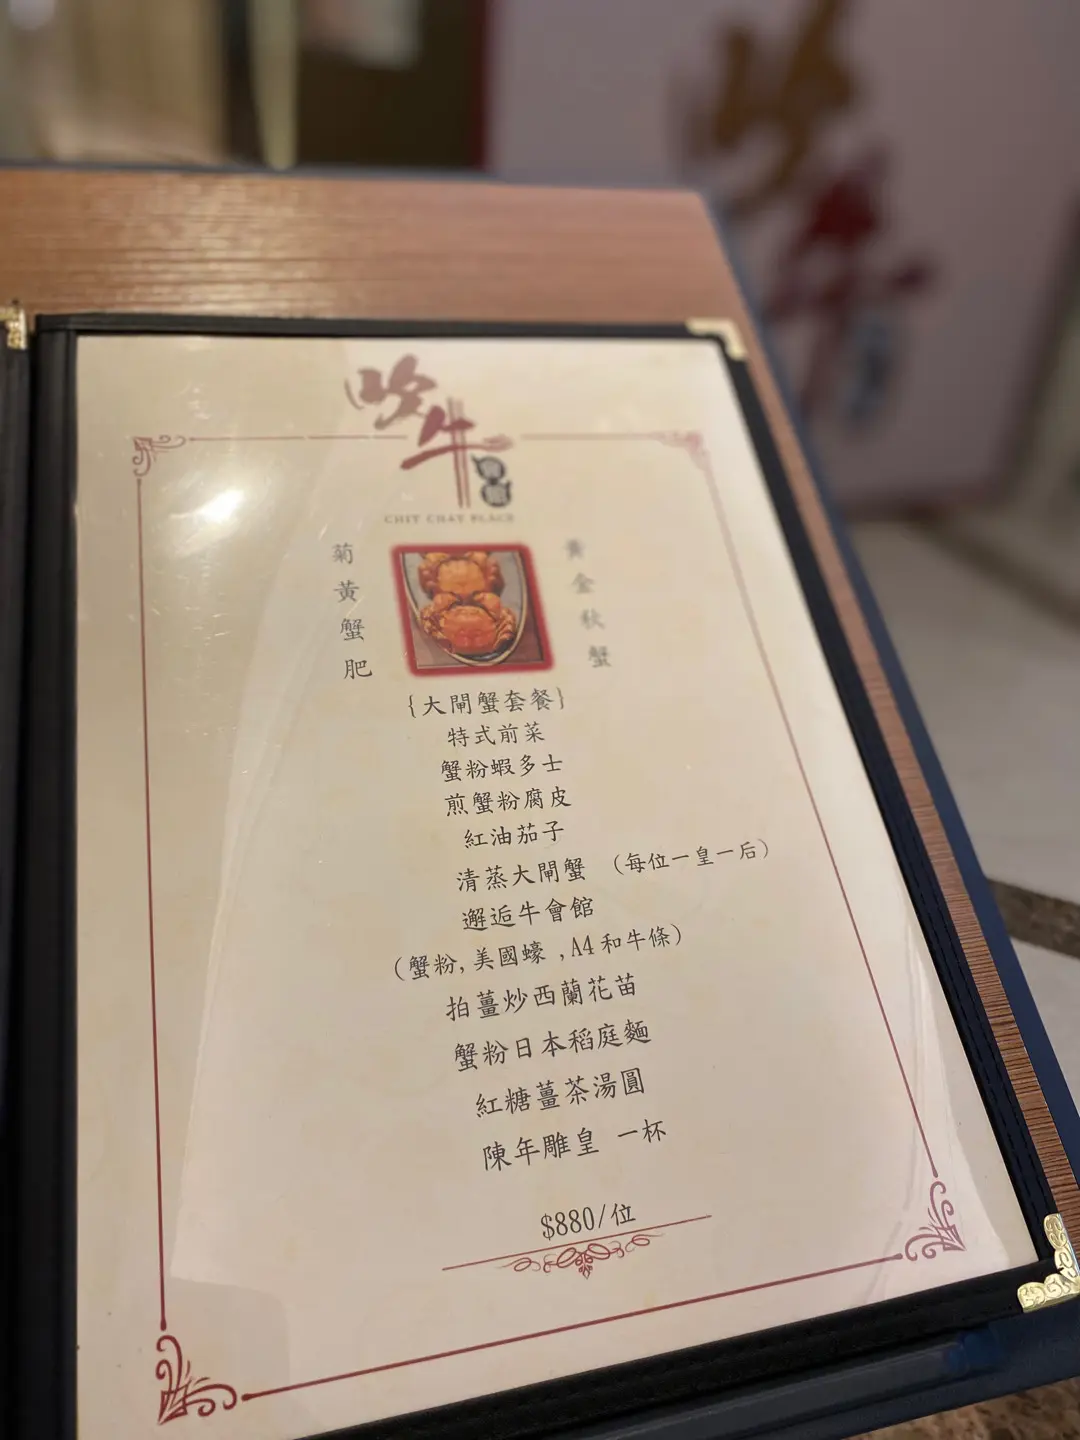 吹牛
會館
CHIT CHAT PLACE
菊黃蟹肥
黃金秋蟹
{大閘蟹套餐}
特式前菜
蟹粉蝦多士
煎蟹粉腐皮
紅油茄子
清蒸大閘蟹 (每位一皇一后)
邂逅牛會館
(蟹粉,美國蠔 ,A4和牛條)
拍薑炒西蘭花苗
蟹粉日本稻庭麵
紅糖薑茶湯圓
陳年雕皇 一杯
$880/位